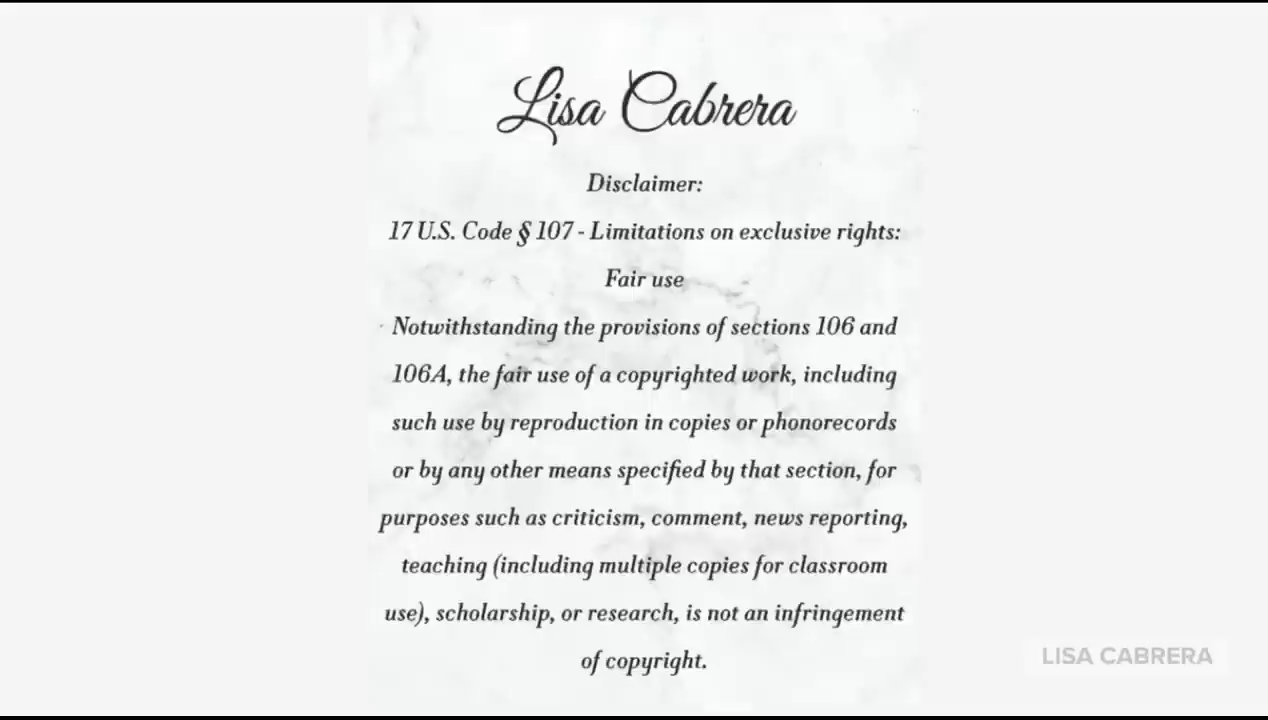 Lisa Cabrera
Disclaimer:
17 U.S. Code § 107 - Limitations on exclusive rights:
Fair use
Notwithstanding the provisions of sections 106 and
106A, the fair use of a copyrighted work, including
such use by reproduction in copies or phonorecords
or by any other means specified by that section, for
purposes such as criticism, comment, news reporting,
teaching (including multiple copies for classroom
use), scholarship, or research, is not an infringement
of copyright.
LISA CABRERA